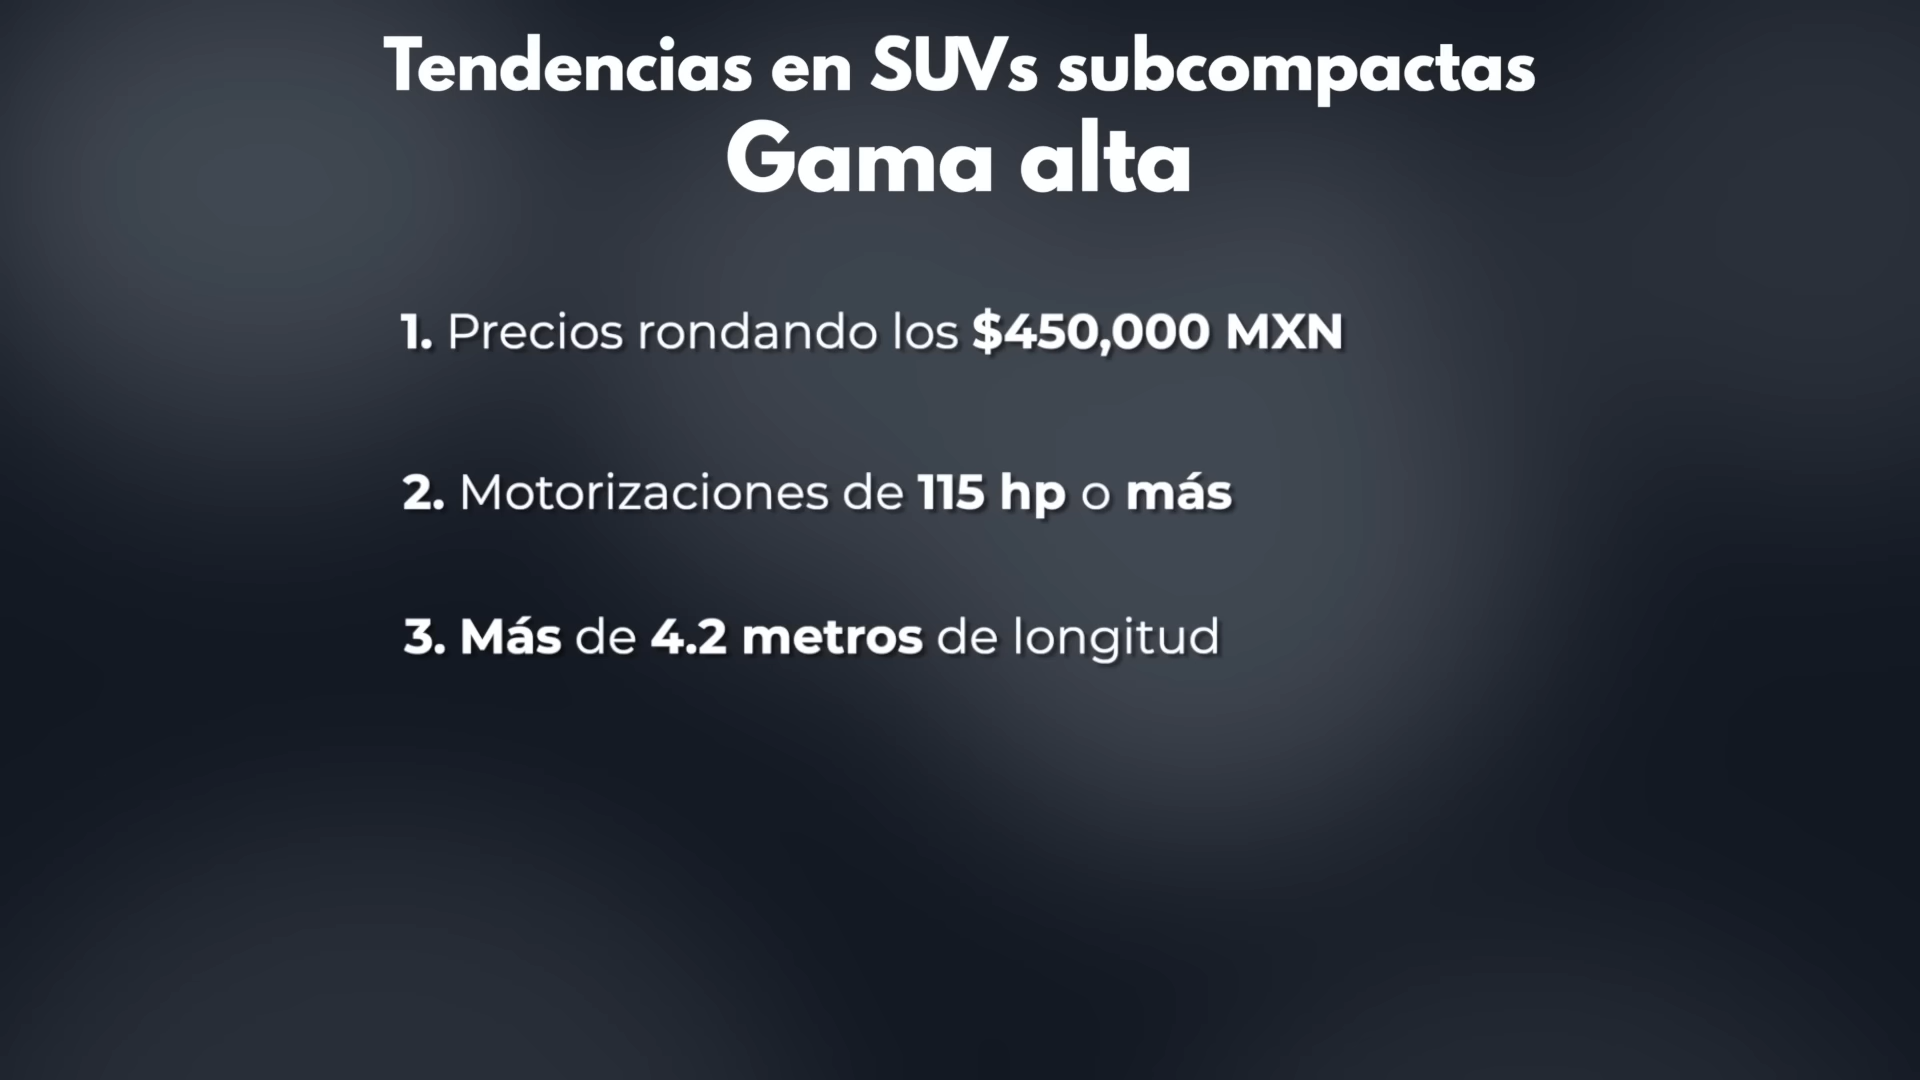 Tendencias en SUVs subcompactas
Gama alta
1. Precios rondando los $450,000 MXN
2. Motorizaciones de 115 hp o más
3. Más de 4.2 metros de longitud